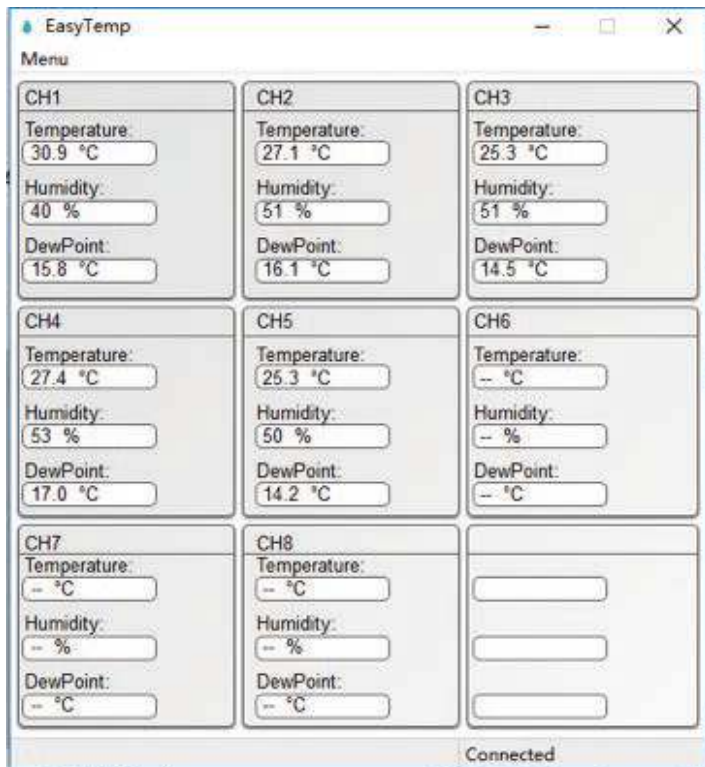 EasyTemp
Menu
CH1
Temperature:
30.9 °C
Humidity:
40 %
DewPoint:
15.8 °C
CH2
Temperature:
27.1 °C
Humidity:
51 %
DewPoint:
16.1 °C
CH3
Temperature:
25.3 °C
Humidity:
51 %
DewPoint:
14.5 °C
CH4
Temperature:
27.4 °C
Humidity:
53 %
DewPoint:
17.0 °C
CH5
Temperature:
25.3 °C
Humidity:
50 %
DewPoint:
14.2 °C
CH6
Temperature:
-- °C
Humidity:
-- %
DewPoint:
-- °C
CH7
Temperature:
-- °C
Humidity:
-- %
DewPoint:
-- °C
CH8
Temperature:
-- °C
Humidity:
-- %
DewPoint:
-- °C
Connected